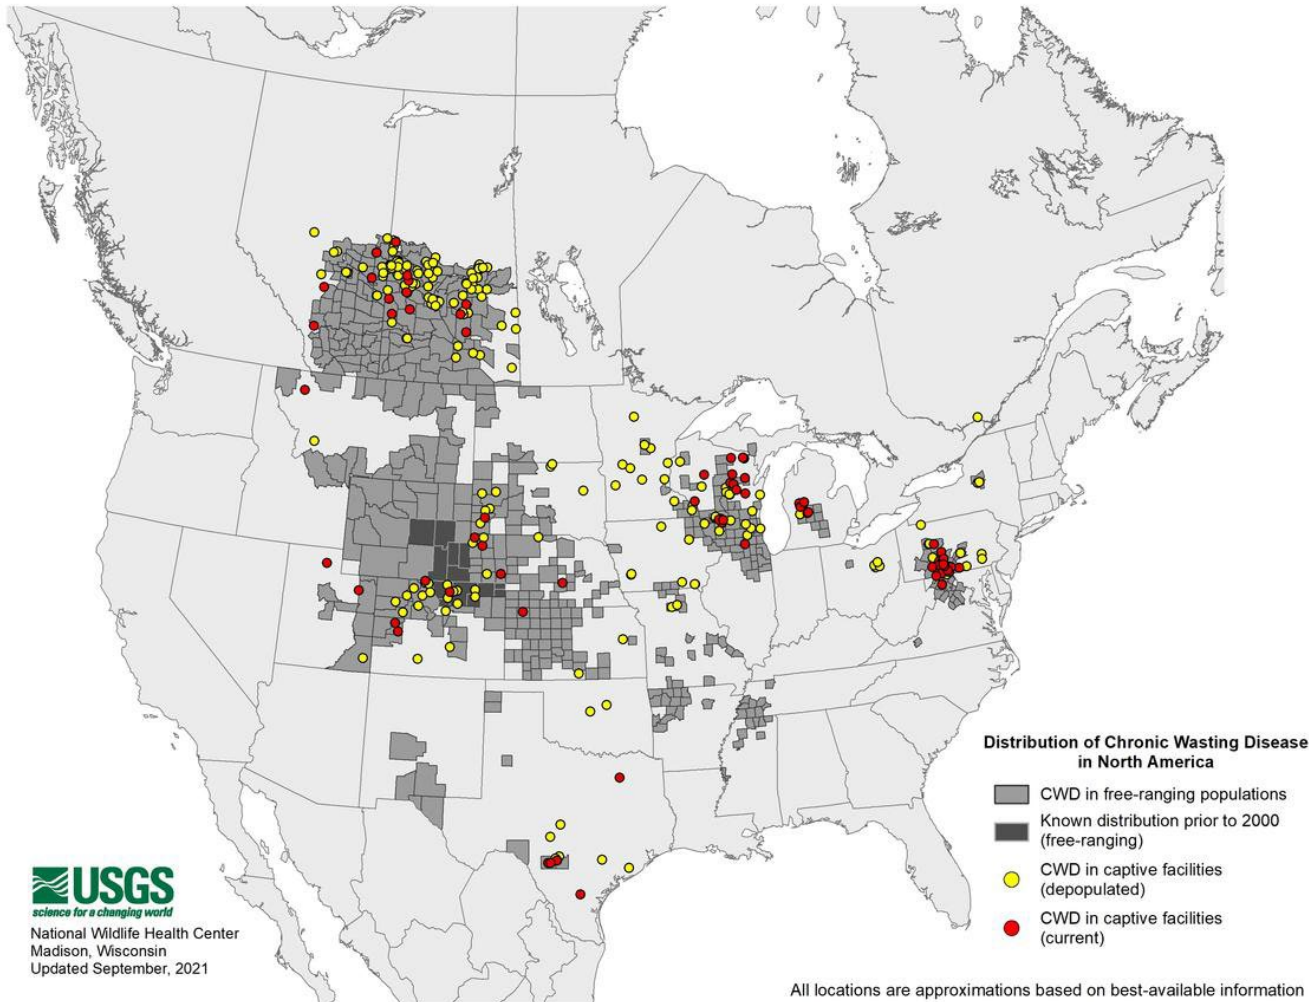 Distribution of Chronic Wasting Disease
in North America
CWD in free-ranging populations
Known distribution prior to 2000
(free-ranging)
CWD in captive facilities
(depopulated)
CWD in captive facilities
(current)
USGS
science for a changing world
National Wildlife Health Center
Madison, Wisconsin
Updated September, 2021
All locations are approximations based on best-available information